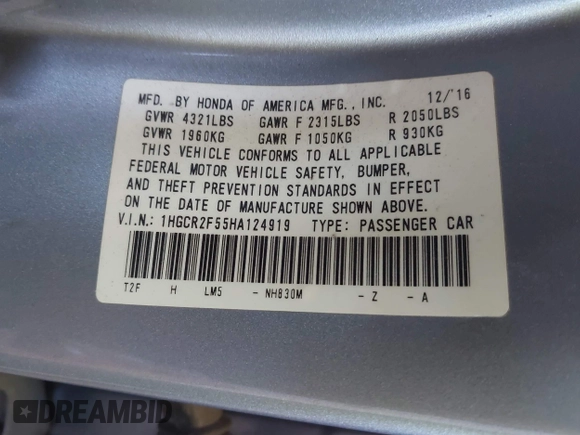 MFD. BY HONDA OF AMERICA MFG., INC. 12/'16
GVWR 4321LBS GAWR F 2315LBS R 2050LBS
GVWR 1960KG GAWR F 1050KG R 930KG
THIS VEHICLE CONFORMS TO ALL APPLICABLE
FEDERAL MOTOR VEHICLE SAFETY, BUMPER,
AND THEFT PREVENTION STANDARDS IN EFFECT
ON THE DATE OF MANUFACTURE SHOWN ABOVE.
V.I.N.: 1HGCR2F55HA124919 TYPE: PASSENGER CAR
T2F H LM5 - NH830M - Z - A
DREAMBID